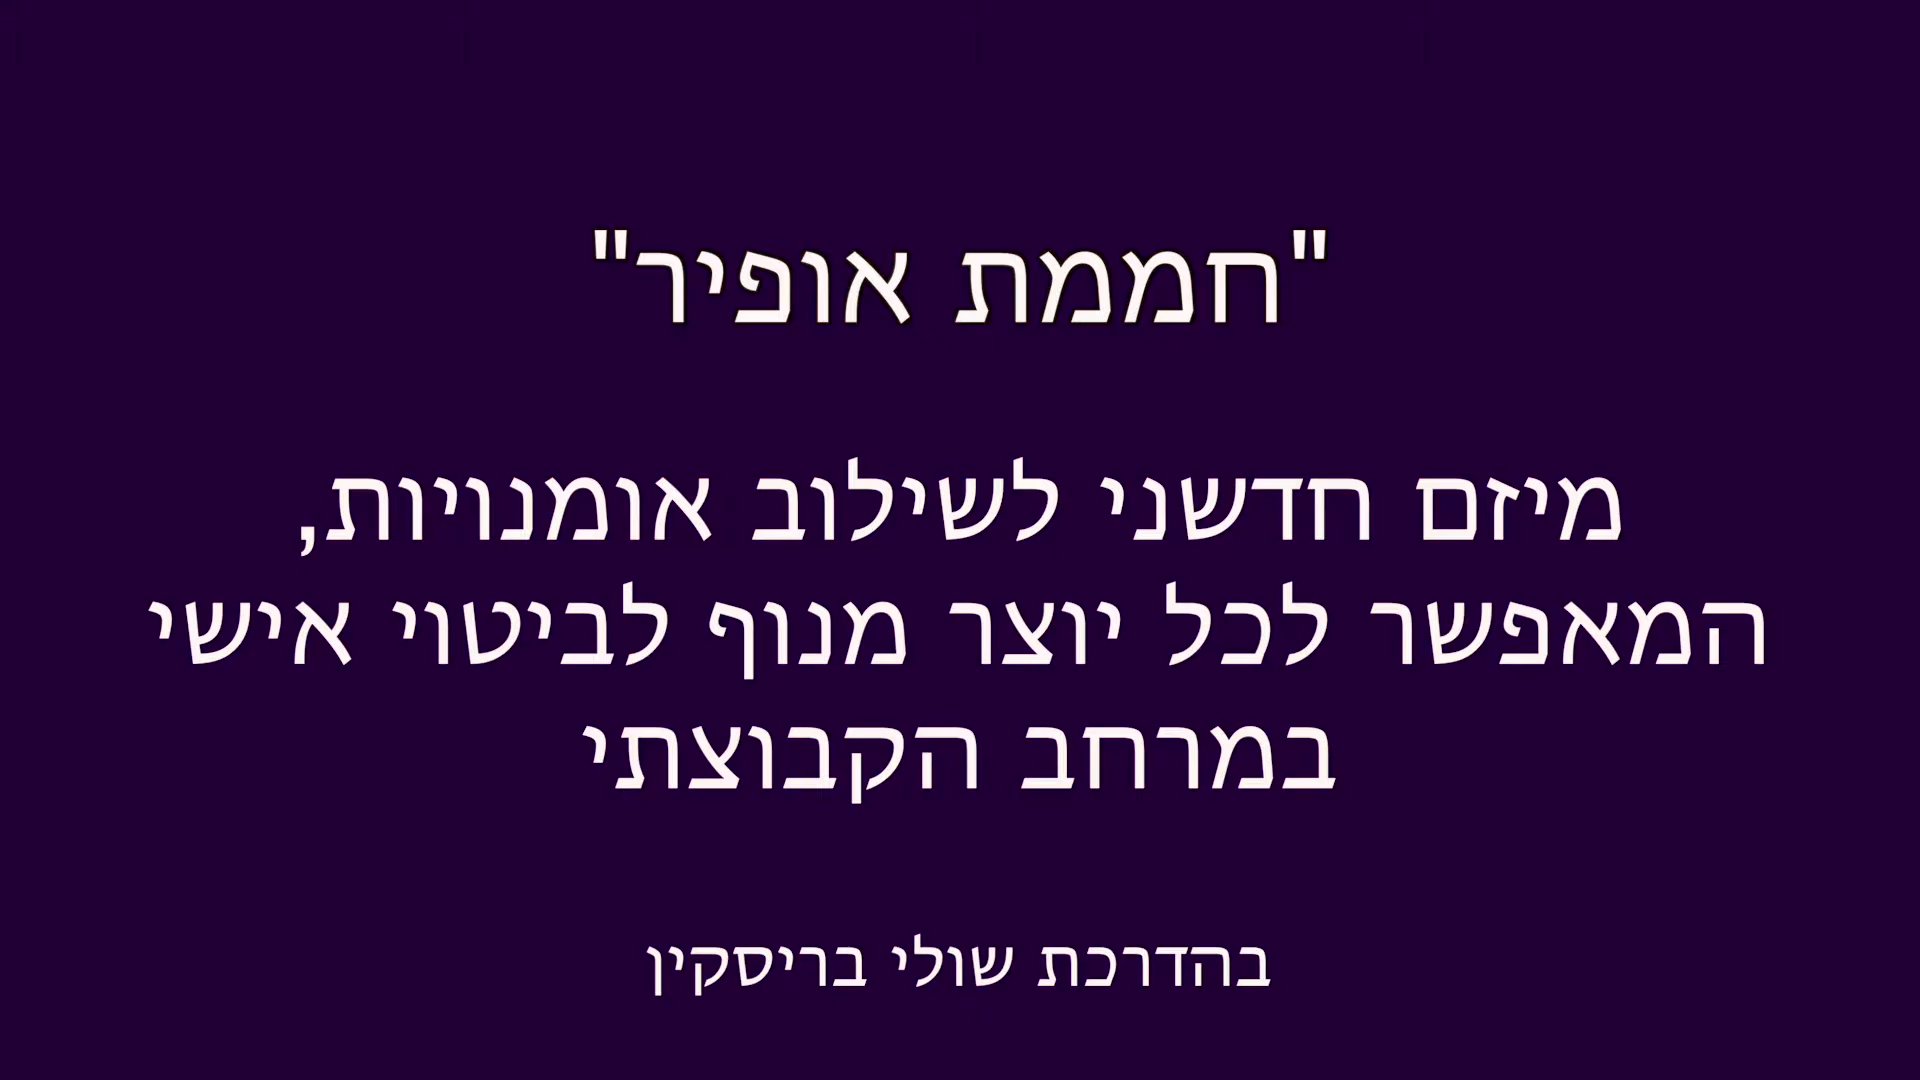 "חממת אופיר"
מיזם חדשני לשילוב אומנויות,
המאפשר לכל יוצר מנוף לביטוי אישי
במרחב הקבוצתי
בהדרכת שולי בריסקין